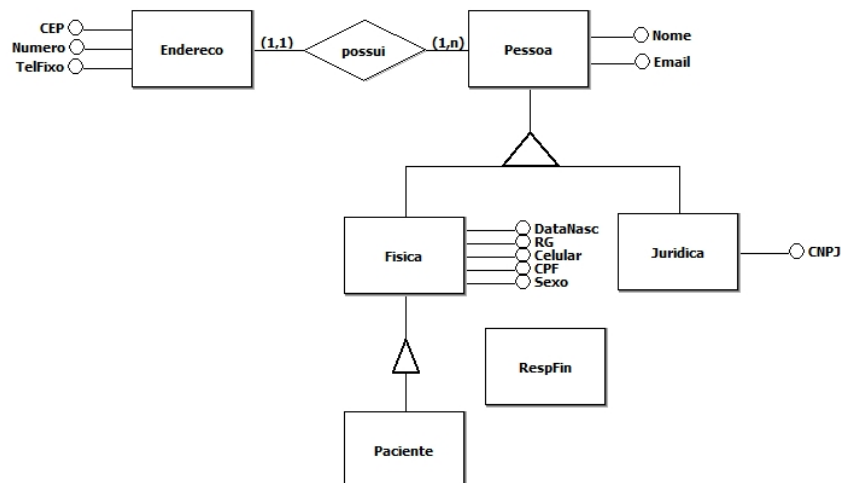 CEP
Numero
TelFixo
Endereco
(1,1)
possui
(1,n)
Pessoa
Nome
Email
Fisica
DataNasc
RG
Celular
CPF
Sexo
Juridica
CNPJ
RespFin
Paciente